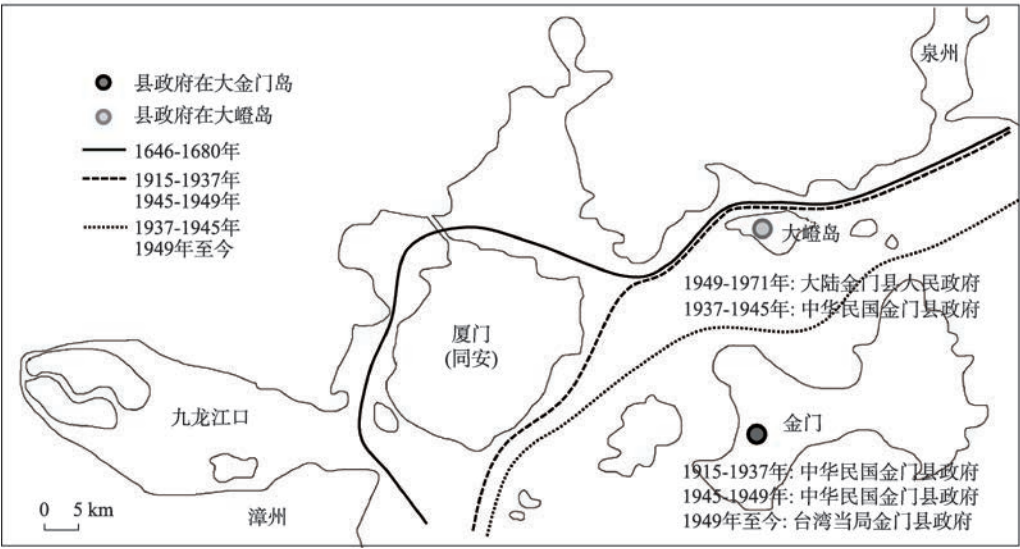 县政府在大金门岛
县政府在大嶝岛
1646-1680年
1915-1937年
1945-1949年
1937-1945年
1949年至今
泉州
大嶝岛
1949-1971年: 大陆金门县人民政府
1937-1945年: 中华民国金门县政府
厦门
(同安)
九龙江口
金门
1915-1937年: 中华民国金门县政府
1945-1949年: 中华民国金门县政府
1949年至今: 台湾当局金门县政府
0 5 km
漳州